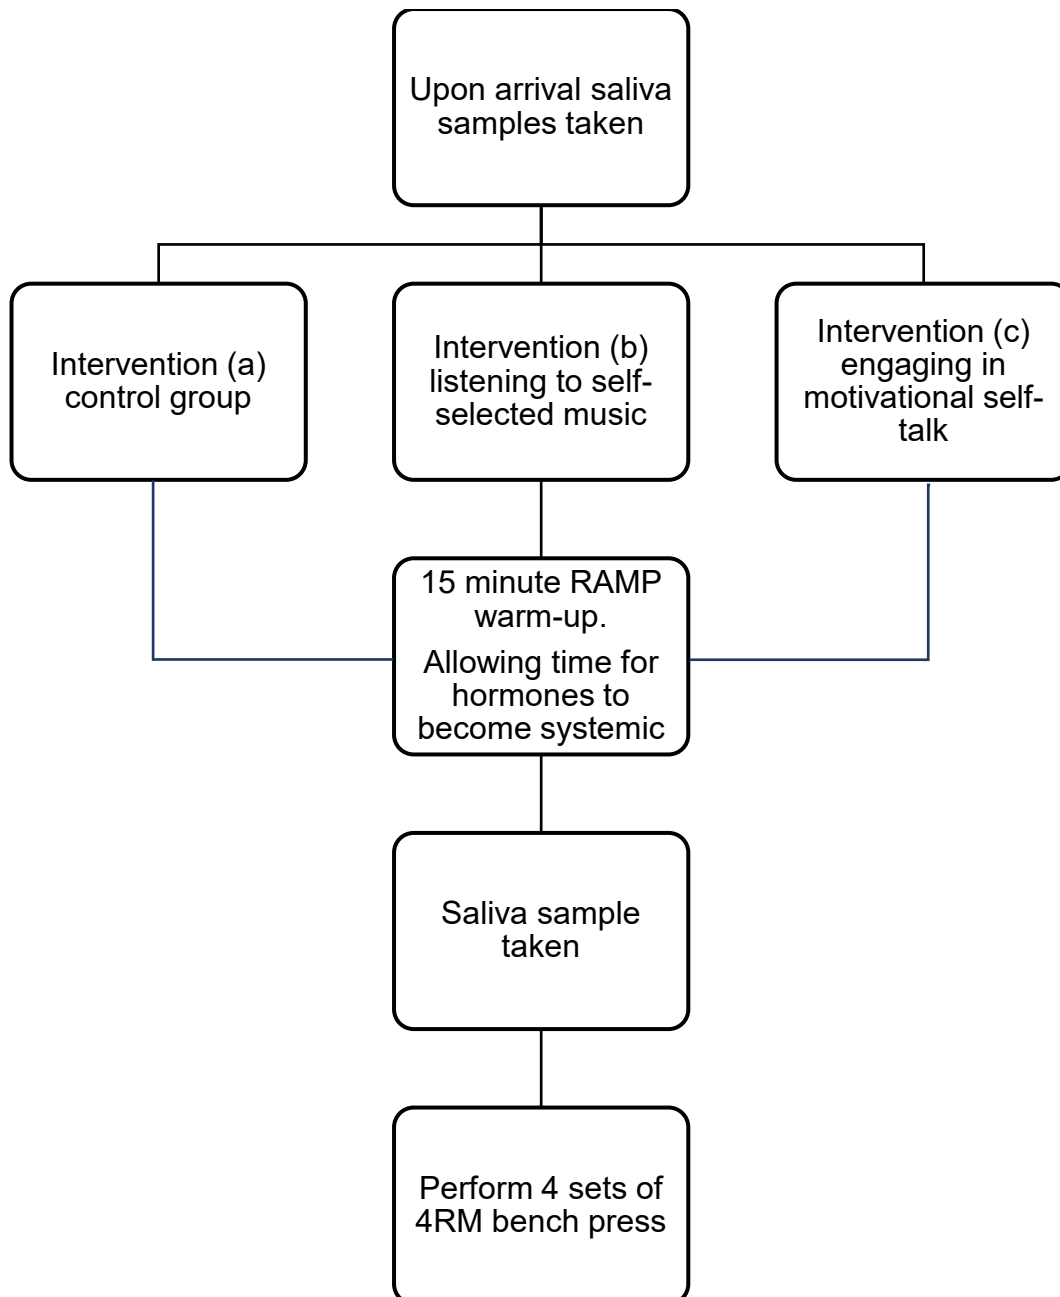 Upon arrival saliva
samples taken
Intervention (a)
control group
Intervention (b)
listening to self-
selected music
Intervention (c)
engaging in
motivational self-
talk
15 minute RAMP
warm-up.
Allowing time for
hormones to
become systemic
Saliva sample
taken
Perform 4 sets of
4RM bench press